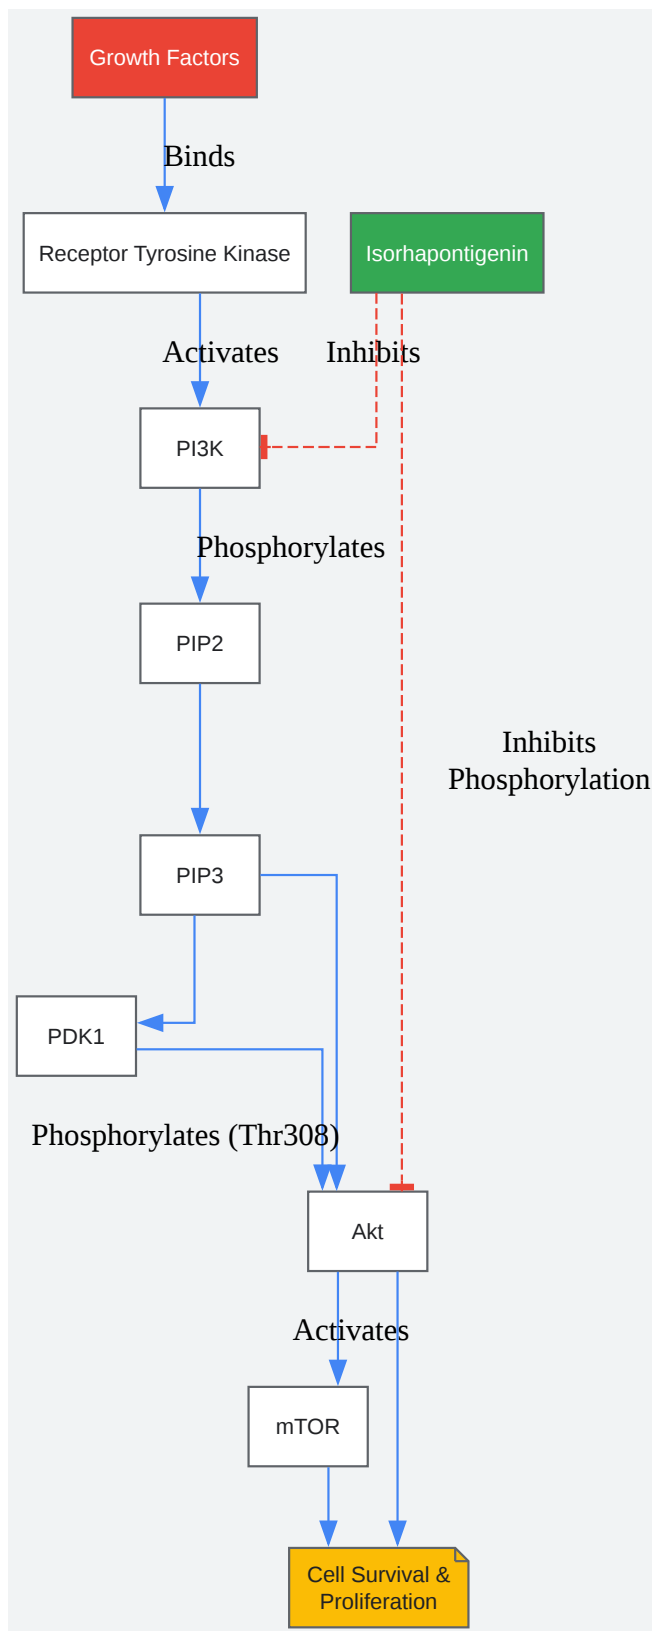 Growth Factors
Binds
Receptor Tyrosine Kinase
Isorhapontigenin
Activates
Inhibits
PI3K
Phosphorylates
PIP2
Inhibits
Phosphorylation
PIP3
PDK1
Phosphorylates (Thr308)
Akt
Activates
mTOR
Cell Survival &
Proliferation